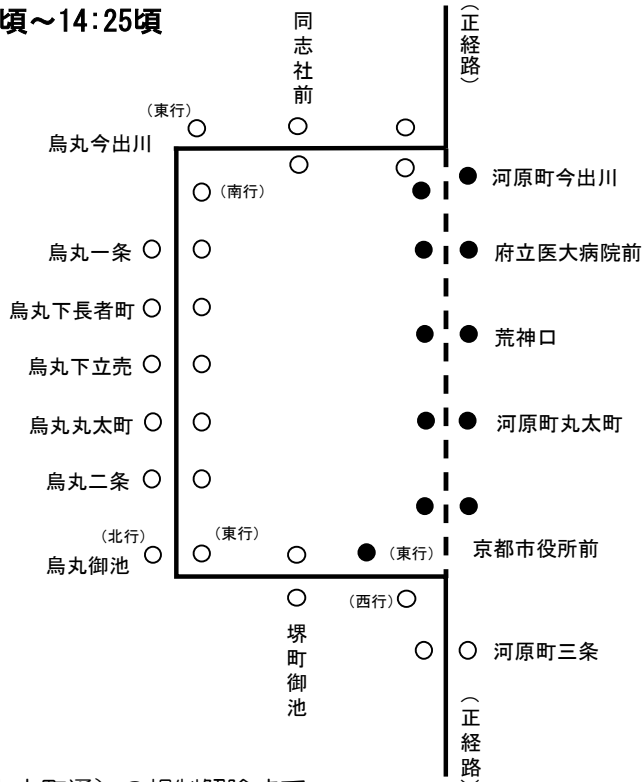 頃～14:25頃
同志社前
（正経路）
（東行）
烏丸今出川
（南行）
河原町今出川
烏丸一条
府立医大病院前
烏丸下長者町
荒神口
烏丸下立売
烏丸丸太町
河原町丸太町
烏丸二条
（北行）
（東行）
（東行）
京都市役所前
烏丸御池
（西行）
堺町御池
河原町三条
（正経路）